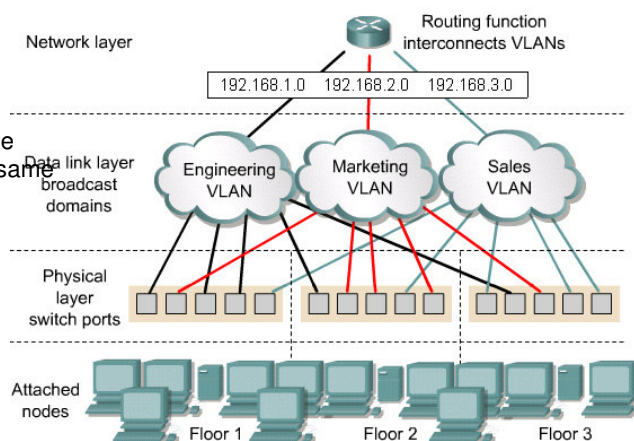 Routing function
interconnects VLANs
Network layer
192.168.1.0 192.168.2.0 192.168.3.0
e
same
Data link layer
broadcast
domains
Engineering
VLAN
Marketing
VLAN
Sales
VLAN
Physical
layer
switch ports
Attached
nodes
Floor 1
Floor 2
Floor 3